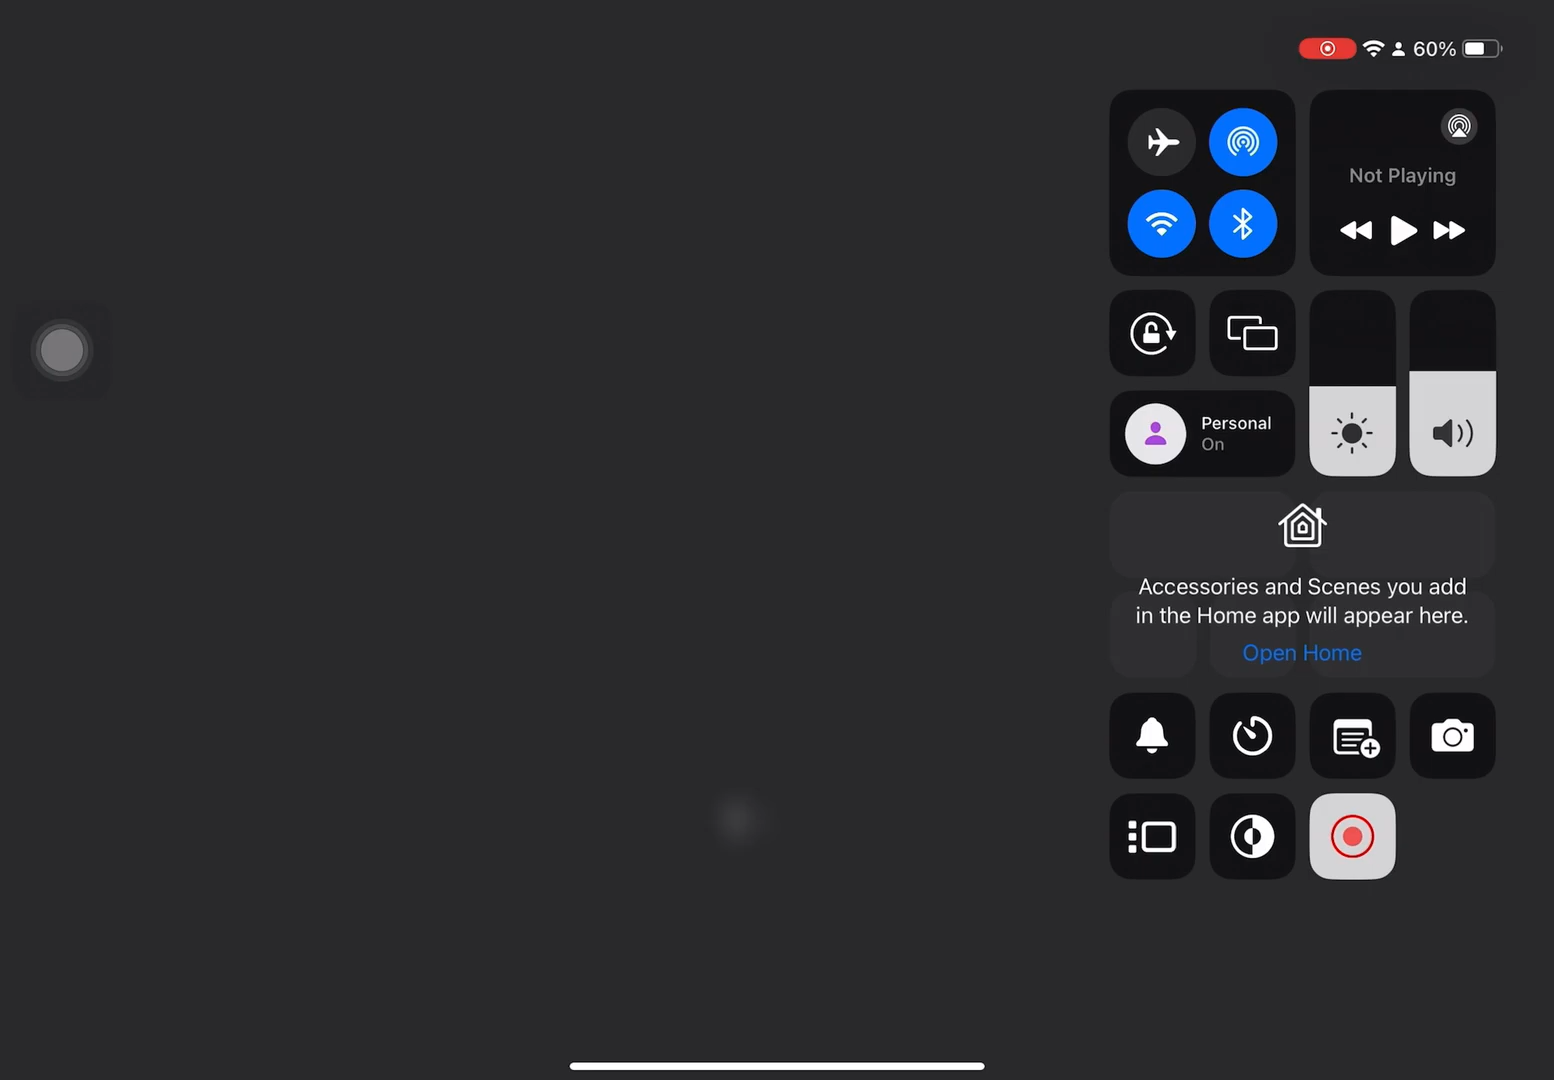 60%
Not Playing
Personal
On
Accessories and Scenes you add
in the Home app will appear here.
Open Home